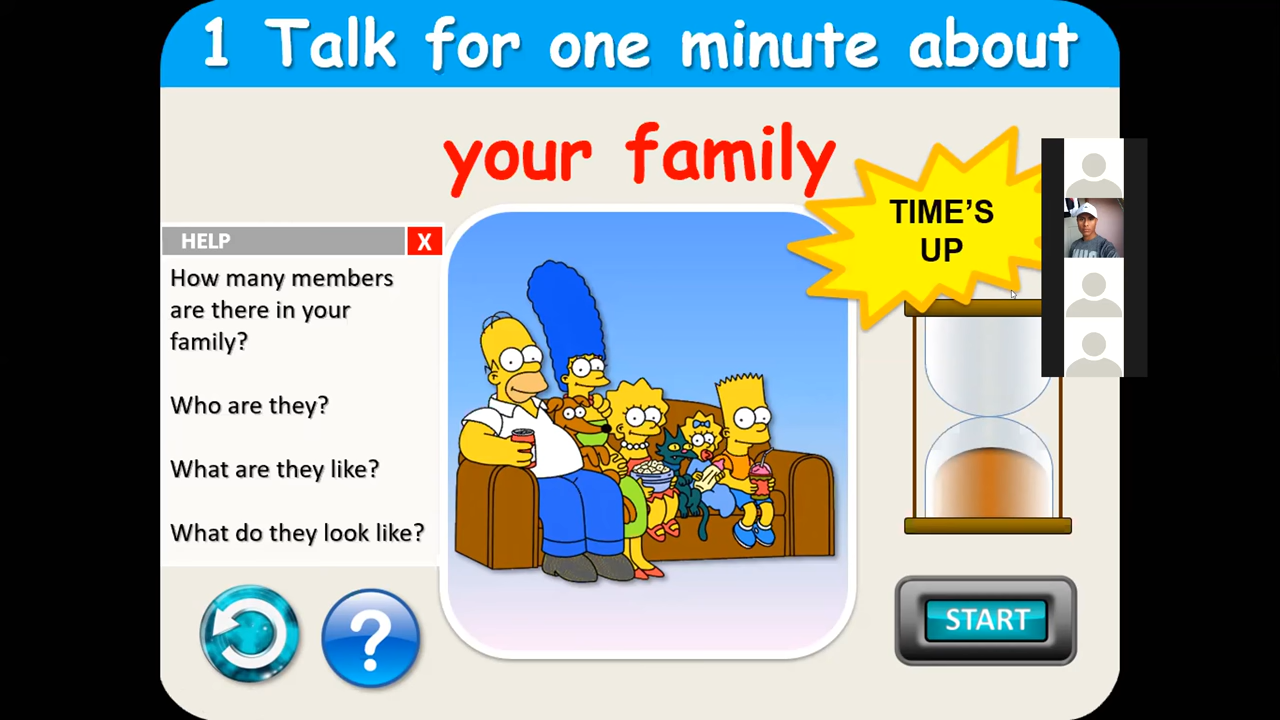 1 Talk for one minute about
your family
TIME'S
UP
HELP
X
How many members
are there in your
family?
Who are they?
What are they like?
What do they look like?
?
START